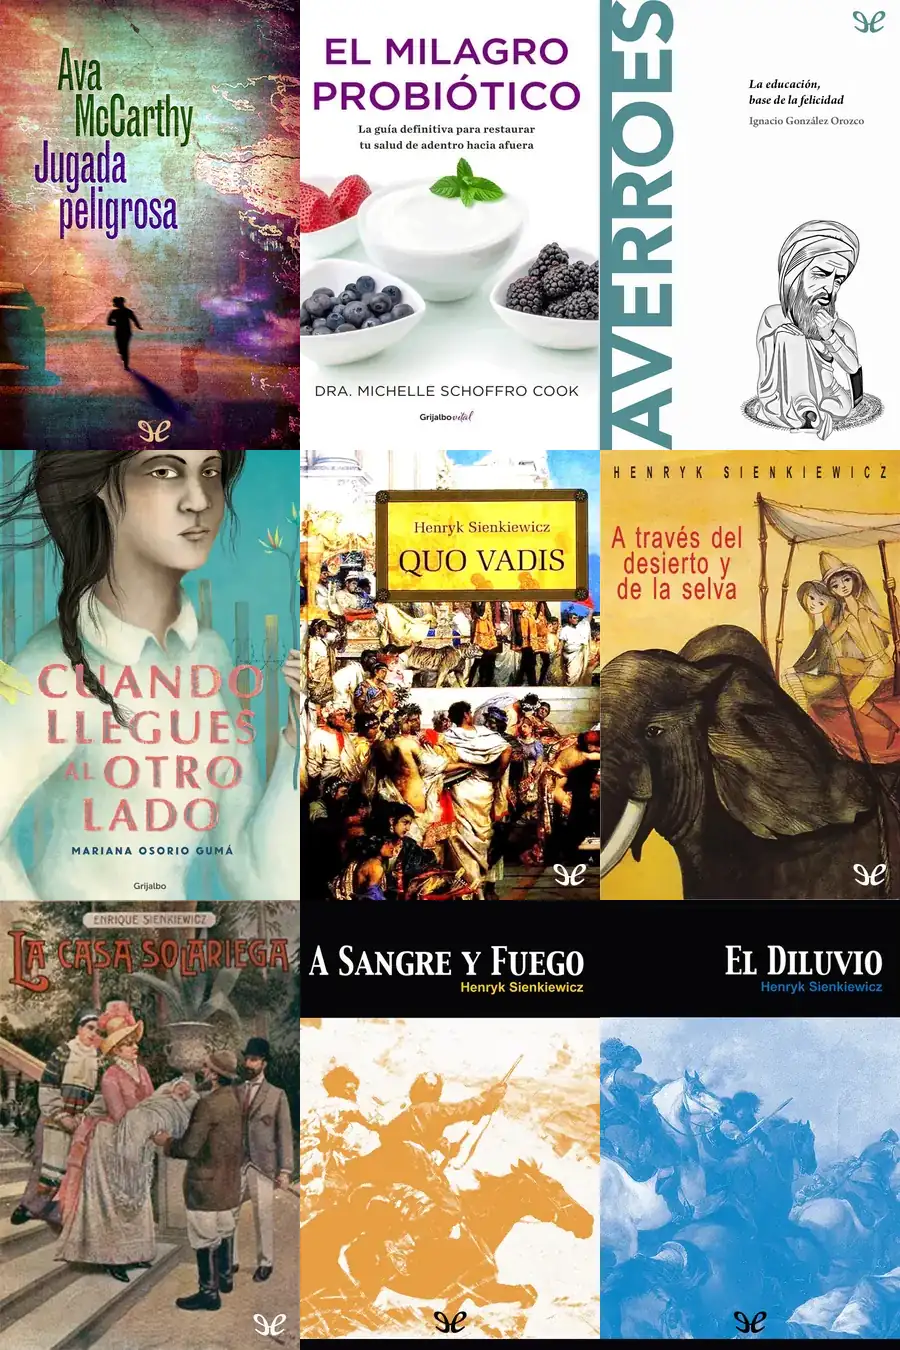 Ava
McCarthy
Jugada
peligrosa
EL MILAGRO
PROBIÓTICO
La guía definitiva para restaurar
tu salud de adentro hacia afuera
DRA. MICHELLE SCHOFFRO COOK
Grijalbo vital
AVERROES
La educación,
base de la felicidad
Ignacio González Orozco
CUANDO
LLEGUES
AL OTRO
LADO
MARIANA OSORIO GUMÁ
Grijalbo
Henryk Sienkiewicz
QUO VADIS
HENRYK SIENKIEWICZ
A través del
desierto y
de la selva
ENRIQUE SIENKIEWICZ
LA CASA SOLARIEGA
A SANGRE Y FUEGO
Henryk Sienkiewicz
EL DILUVIO
Henryk Sienkiewicz